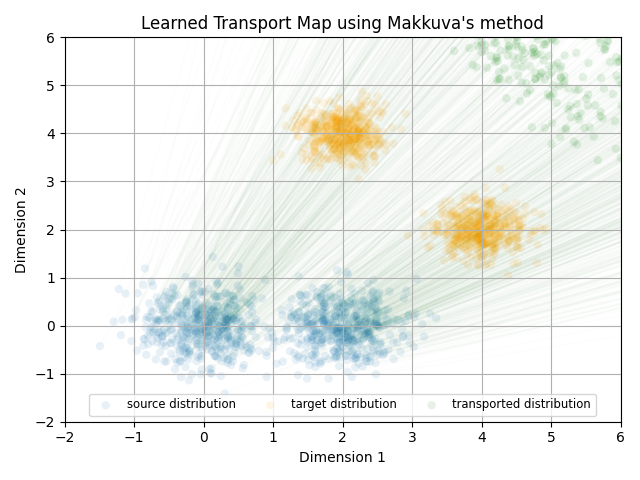 Learned Transport Map using Makkuva's method
6
5
4
3
2
1
0
−1
−2
Dimension 2
source distribution target distribution transported distribution
−2 −1 0 1 2 3 4 5 6
Dimension 1